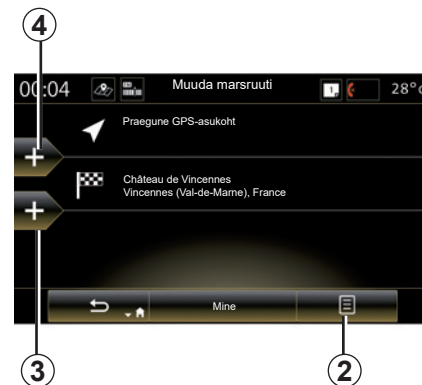 4
00:04
Muuda marsruuti
1
28°c
Praegune GPS-asukoht
Château de Vincennes
Vincennes (Val-de-Marne), France
Mine
3
2